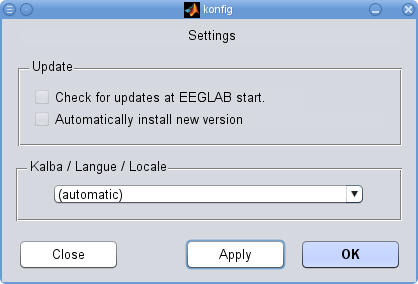 konfig
Settings
Update
Check for updates at EEGLAB start.
Automatically install new version
Kalba / Langue / Locale
(automatic)
Close
Apply
OK